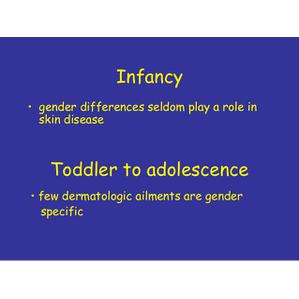 Infancy
• gender differences seldom play a role in
skin disease
Toddler to adolescence
• few dermatologic ailments are gender
specific